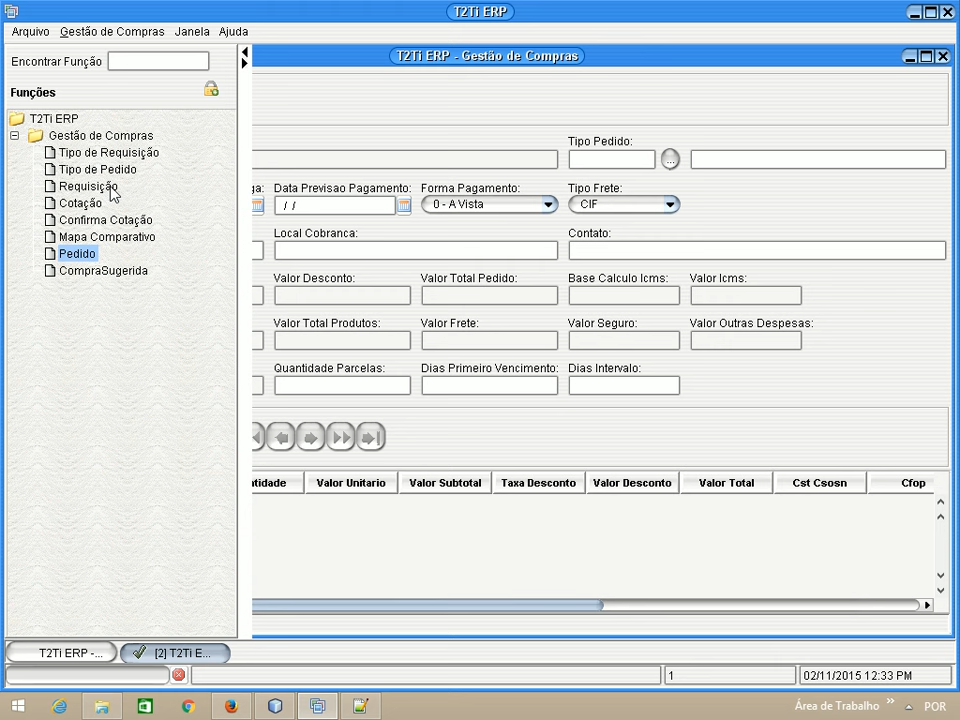 T2Ti ERP
Arquivo Gestão de Compras Janela Ajuda
Encontrar Função
T2Ti ERP - Gestão de Compras
Funções
T2Ti ERP
Gestão de Compras
Tipo de Requisição
Tipo de Pedido
Requisição
Cotação
Confirma Cotação
Mapa Comparativo
Pedido
CompraSugerida
Tipo Pedido:
...
ga: Data Previsao Pagamento: Forma Pagamento: Tipo Frete:
/ / 0 - A Vista CIF
Local Cobranca: Contato:
Valor Desconto: Valor Total Pedido: Base Calculo Icms: Valor Icms:
Valor Total Produtos: Valor Frete: Valor Seguro: Valor Outras Despesas:
Quantidade Parcelas: Dias Primeiro Vencimento: Dias Intervalo:
ntidade Valor Unitario Valor Subtotal Taxa Desconto Valor Desconto Valor Total Cst Csosn Cfop
T2Ti ERP -... [2] T2Ti E...
1 02/11/2015 12:33 PM
Área de Trabalho » POR